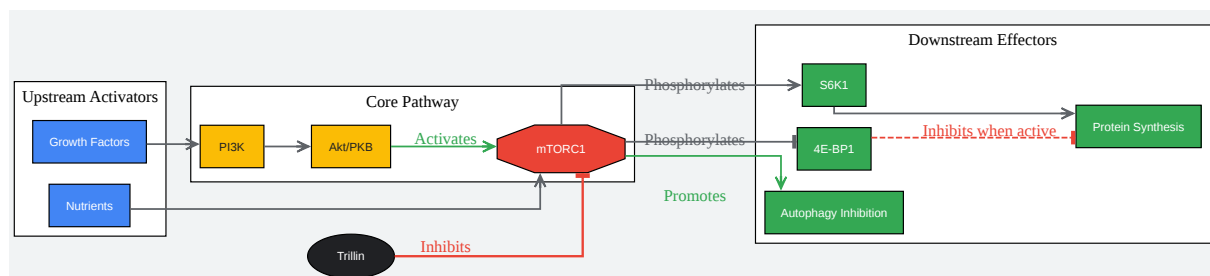 Downstream Effectors
Upstream Activators
Core Pathway
Phosphorylates
S6K1
Growth Factors
PI3K
Akt/PKB
Activates
mTORC1
Phosphorylates
4E-BP1
Inhibits when active
Protein Synthesis
Nutrients
Promotes
Autophagy Inhibition
Trillin
Inhibits